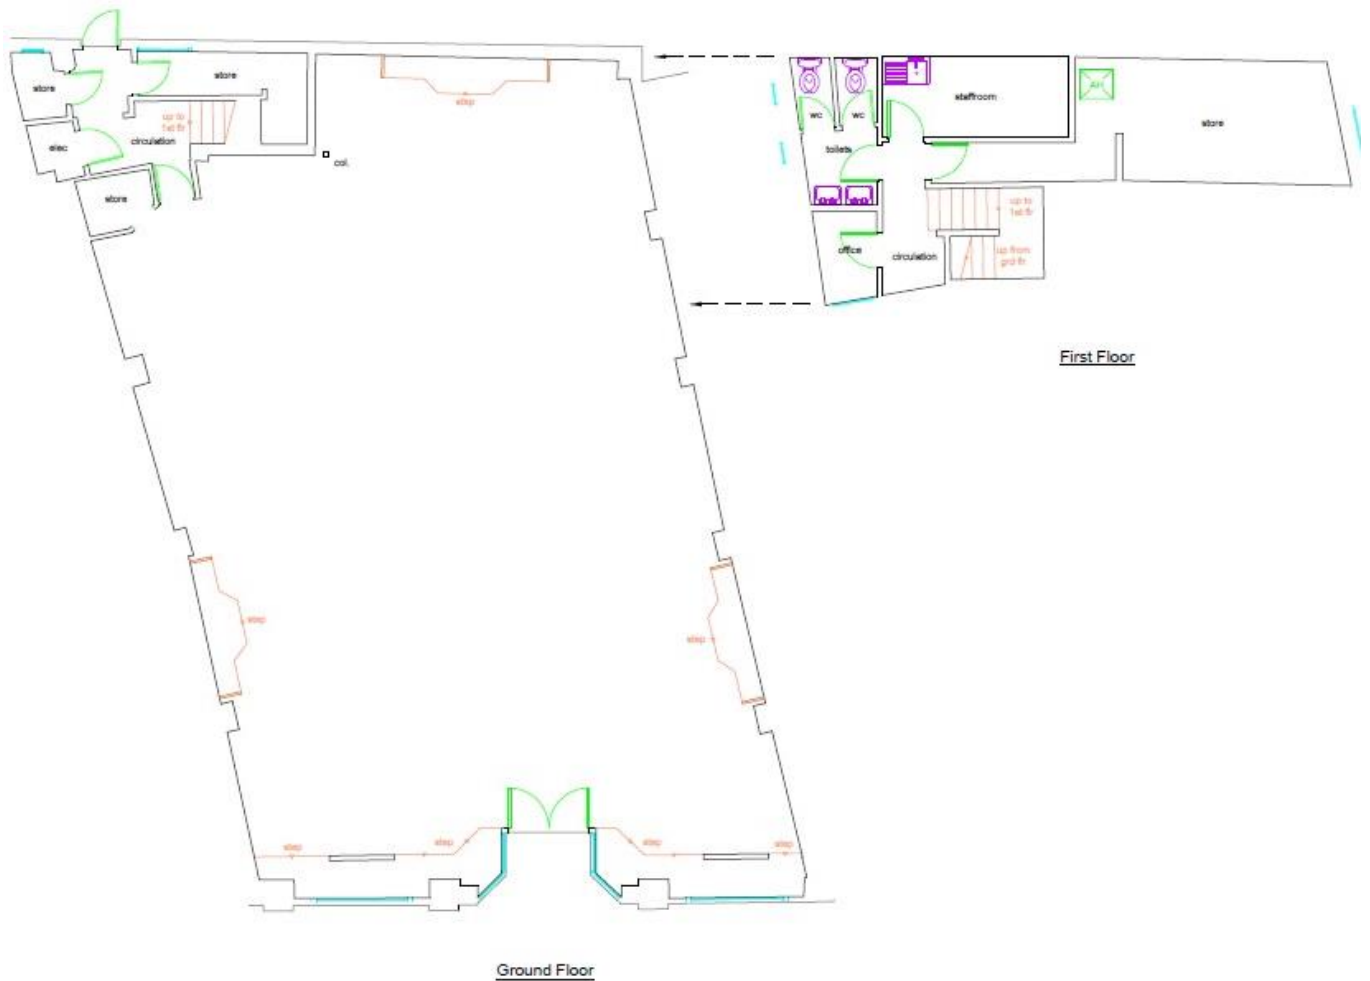 store
store
up to
1st flr
circulation
elec
col.
store
step
step
step
step
step
step
step
Ground Floor
wc
wc
staffroom
AH
store
toilets
up to
1st flr
office
circulation
up from
grd flr
First Floor